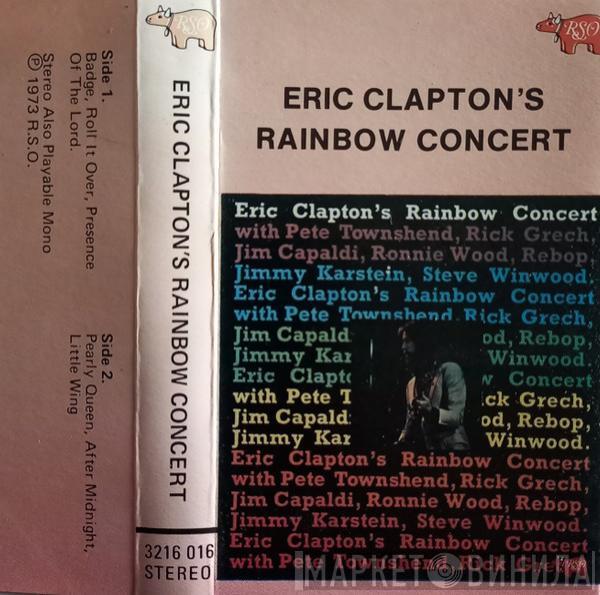 Side 1.
Badge, Roll It Over, Presence
Of The Lord.
Stereo Also Playable Mono
Ⓟ 1973 R.S.O.
Side 2.
Pearly Queen, After Midnight,
Little Wing
RSO
ERIC CLAPTON'S RAINBOW CONCERT
3216 016
STEREO
RSO
ERIC CLAPTON'S
RAINBOW CONCERT
Eric Clapton's Rainbow Concert
with Pete Townshend, Rick Grech,
Jim Capaldi, Ronnie Wood, Rebop,
Jimmy Karstein, Steve Winwood.
Eric Clapton's Rainbow Concert
with Pete Townshend, Rick Grech,
Jim Capald od, Rebop,
Jimmy Kar Winwood.
Eric Clapt w Concert
with Pete T ck Grech,
Jim Capald od, Rebop,
Jimmy Kar Winwood.
Eric Clapton's Rainbow Concert
with Pete Townshend, Rick Grech,
Jim Capaldi, Ronnie Wood, Rebop,
Jimmy Karstein, Steve Winwood.
Eric Clapton's Rainbow Concert
with Pete Townshend, Rick Grech,
RSO
МАРКЕТ ВИНИЛА